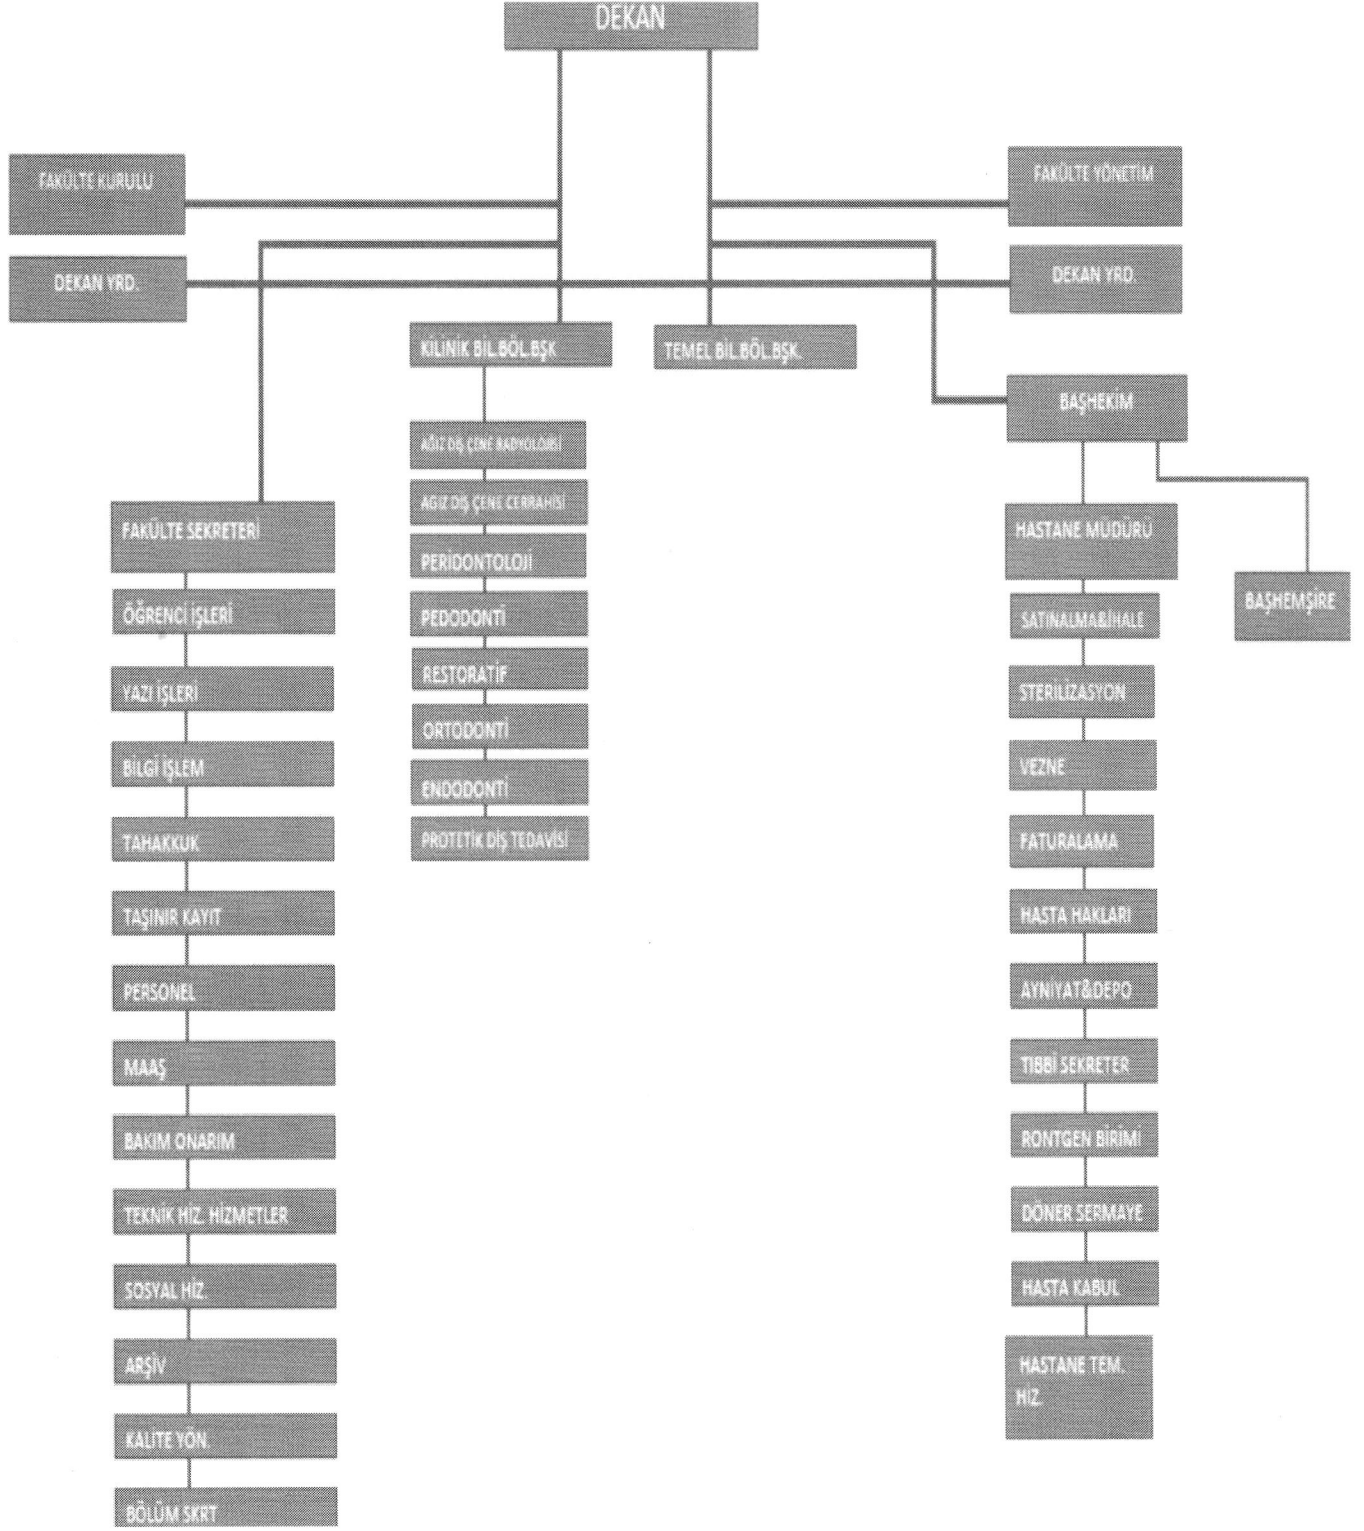 DEKAN
FAKÜLTE KURULU
FAKÜLTE YÖNETİM
DEKAN YRD.
DEKAN YRD.
KİLİNİK BİL.BÖL.BŞK
TEMEL BİL.BÖL.BŞK.
BAŞHEKİM
AĞIZ DİŞ ÇENE RADYOLOJİSİ
AGIZ DİŞ ÇENE CERRAHİSİ
PERİDONTOLOJİ
PEDODONTİ
RESTORATİF
ORTODONTİ
ENDODONTİ
PROTETİK DİŞ TEDAVİSİ
FAKÜLTE SEKRETERİ
ÖĞRENCİ İŞLERİ
YAZI İŞLERİ
BİLGİ İŞLEM
TAHAKKUK
TAŞINIR KAYIT
PERSONEL
MAAŞ
BAKIM ONARIM
TEKNİK HİZ. HİZMETLER
SOSYAL HİZ.
ARŞİV
KALİTE YÖN.
BÖLÜM SKRT
HASTANE MÜDÜRÜ
BAŞHEMŞİRE
SATINALMA&İHALE
STERİLİZASYON
VEZNE
FATURALAMA
HASTA HAKLARI
AYNİYAT&DEPO
TIBBİ SEKRETER
RONTGEN BİRİMİ
DÖNER SERMAYE
HASTA KABUL
HASTANE TEM.
HİZ.